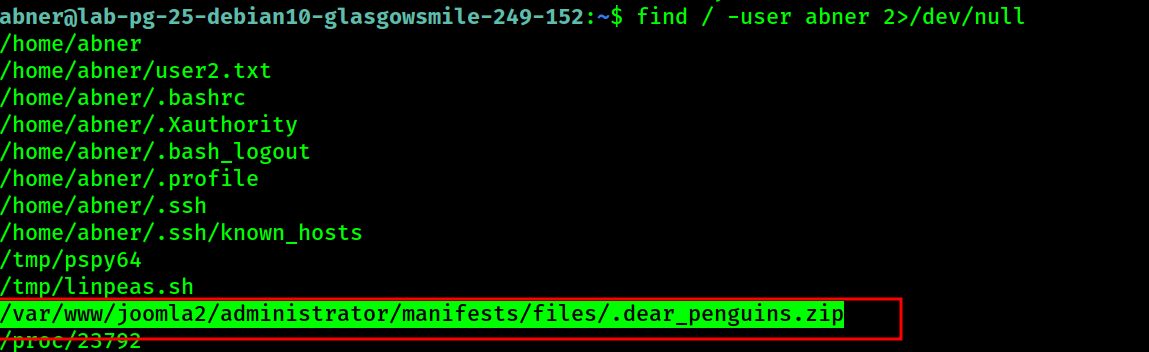 abner@lab-pg-25-debian10-glasgowsmile-249-152:~$ find / -user abner 2>/dev/null
/home/abner
/home/abner/user2.txt
/home/abner/.bashrc
/home/abner/.Xauthority
/home/abner/.bash_logout
/home/abner/.profile
/home/abner/.ssh
/home/abner/.ssh/known_hosts
/tmp/pspy64
/tmp/linpeas.sh
/var/www/joomla2/administrator/manifests/files/.dear_penguins.zip
/proc/23792